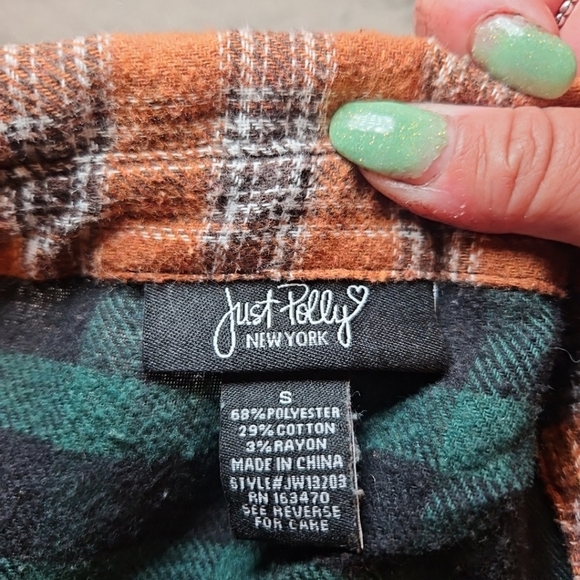 Just Polly
NEW YORK
S
68% POLYESTER
29% COTTON
3% RAYON
MADE IN CHINA
STYLE#JW13203
RN 163470
SEE REVERSE
FOR CARE